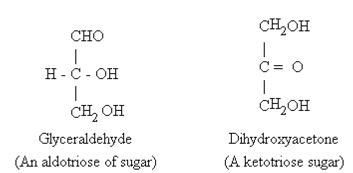 CHO
|
H - C - OH
|
CH2 OH
Glyceraldehyde
(An aldotriose of sugar)
CH2OH
|
C = O
|
CH2OH
Dihydroxyacetone
(A ketotriose sugar)